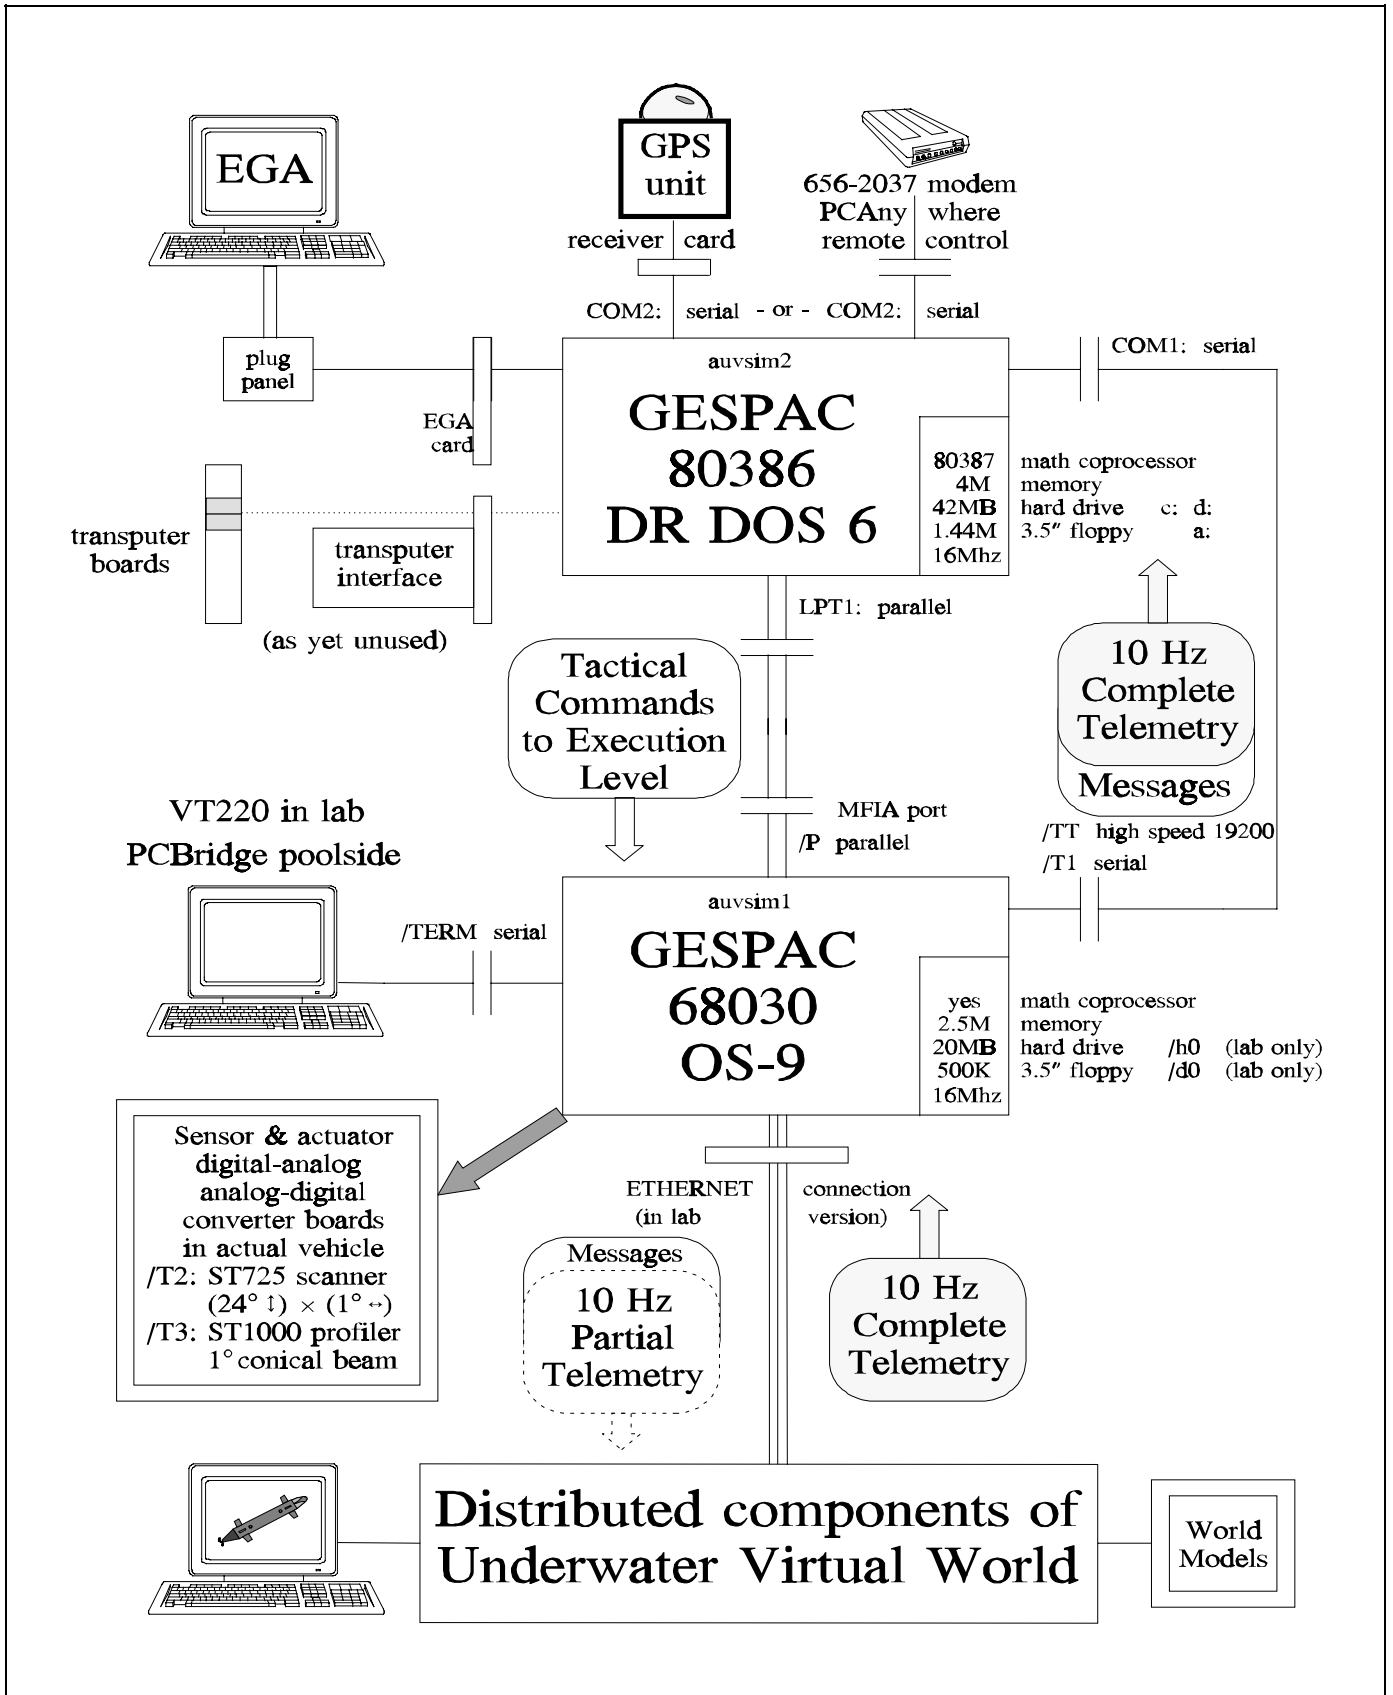 EGA
GPS
unit
656-2037 modem
PCAny where
remote control
receiver card
COM2: serial - or - COM2: serial
plug
panel
EGA
card
auvsim2
GESPAC
80386
DR DOS 6
COM1: serial
80387 math coprocessor
4M memory
42MB hard drive c: d:
1.44M 3.5" floppy a:
16Mhz
transputer
boards
transputer
interface
(as yet unused)
LPT1: parallel
Tactical
Commands
to Execution
Level
10 Hz
Complete
Telemetry
Messages
MFIA port
/P parallel
/TT high speed 19200
/T1 serial
VT220 in lab
PCBridge poolside
/TERM serial
auvsim1
GESPAC
68030
OS-9
yes math coprocessor
2.5M memory
20MB hard drive /h0 (lab only)
500K 3.5" floppy /d0 (lab only)
16Mhz
Sensor & actuator
digital-analog
analog-digital
converter boards
in actual vehicle
/T2: ST725 scanner
(24° ↕) × (1° ↔)
/T3: ST1000 profiler
1° conical beam
ETHERNET connection
(in lab version)
Messages
10 Hz
Partial
Telemetry
10 Hz
Complete
Telemetry
Distributed components of
Underwater Virtual World
World
Models